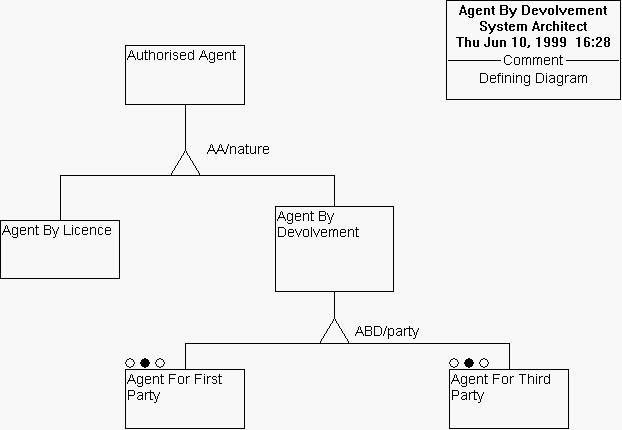 Agent By Devolvement
System Architect
Thu Jun 10, 1999 16:28
Comment
Defining Diagram
Authorised Agent
AA/nature
Agent By Licence
Agent By
Devolvement
ABD/party
Agent For First
Party
Agent For Third
Party